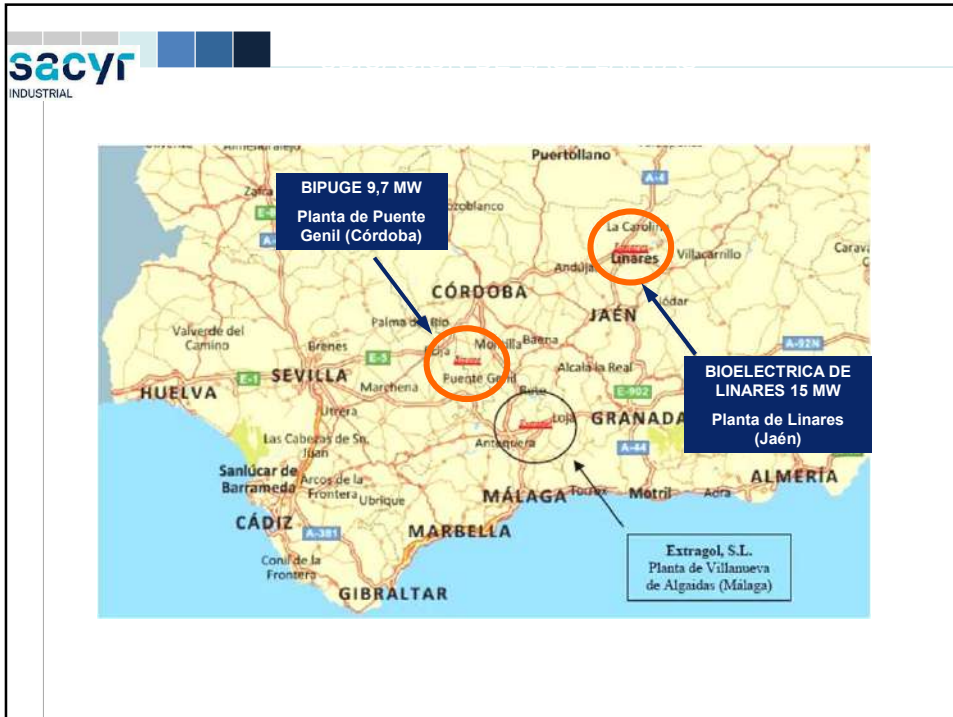 sacyr
INDUSTRIAL
Puertollano
A-4
BIPUGE 9,7 MW
Planta de Puente
Genil (Córdoba)
Zafra
La Carolina
Linares
Villacarrillo
CÓRDOBA
JAÉN
Valverde del
Camino
Brenes
E-5
Baena
A-92N
Puente Genil
Alcalá la Real
HUELVA
E-1
SEVILLA
Marchena
E-902
BIOELECTRICA DE
LINARES 15 MW
Planta de Linares
(Jaén)
Utrera
Rute
Loja
GRANADA
Las Cabezas de Sn.
Juan
Antequera
A-44
Sanlúcar de
Barrameda
Arcos de la
Frontera
Ubrique
MÁLAGA
Torrox
Motril
Adra
ALMERÍA
CÁDIZ
A-381
MARBELLA
Conil de la
Frontera
GIBRALTAR
Extragol, S.L.
Planta de Villanueva
de Algaidas (Málaga)